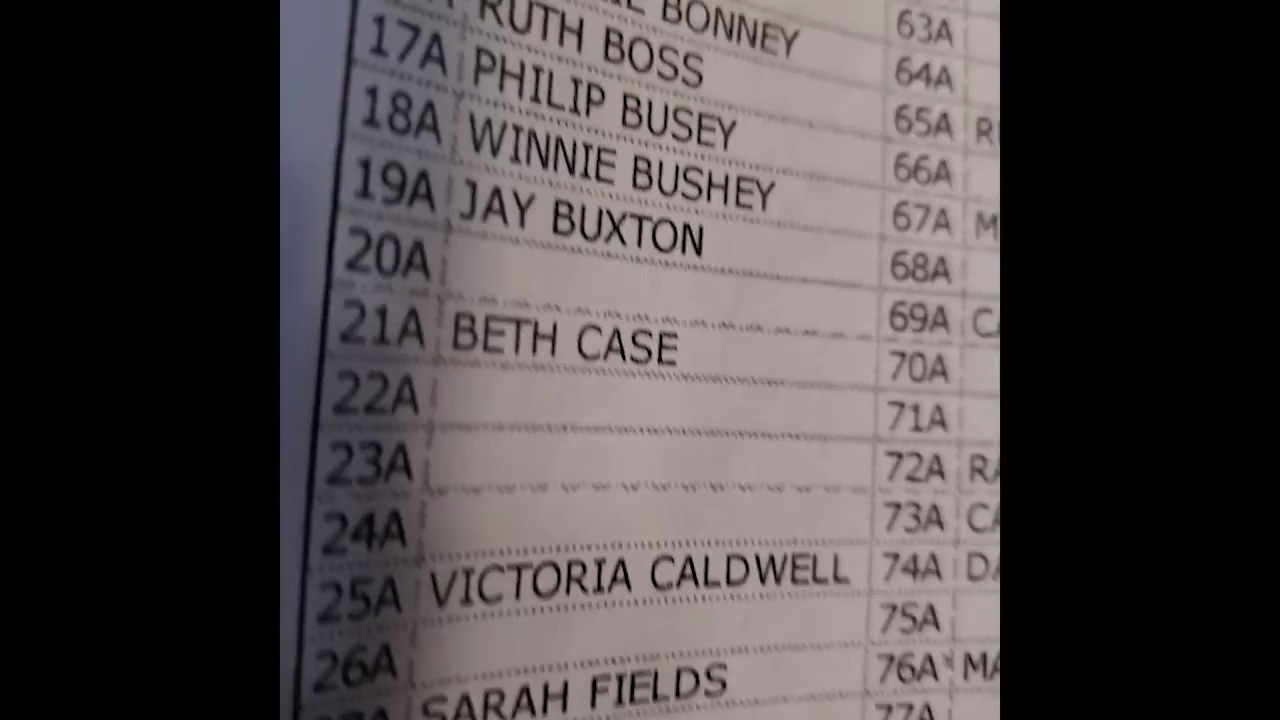 BONNEY
RUTH BOSS
17A PHILIP BUSEY
18A WINNIE BUSHEY
19A JAY BUXTON
20A
21A BETH CASE
22A
23A
24A
25A VICTORIA CALDWELL
26A
SARAH FIELDS
63A
64A
65A
66A
67A
68A
69A
70A
71A
72A
73A
74A
75A
76A
77A